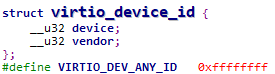 struct virtio_device_id {
__u32 device;
__u32 vendor;
};
#define VIRTIO_DEV_ANY_ID 0xffffffff